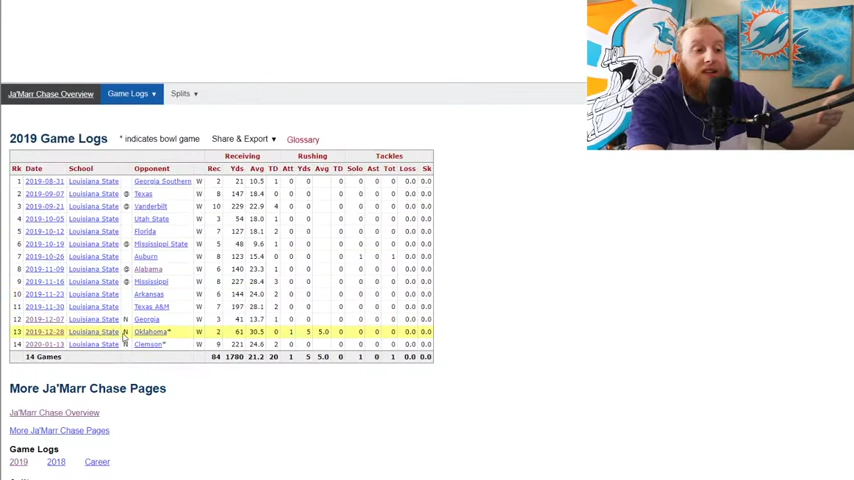 Ja'Marr Chase Overview Game Logs ▼ Splits ▼
2019 Game Logs * indicates bowl game Share & Export ▼ Glossary
Receiving Rushing Tackles
Rk Date School Opponent Rec Yds Avg TD Att Yds Avg TD Solo Ast Tot Loss Sk
1 2019-08-31 Louisiana State Georgia Southern W 2 21 10.5 1 0 0 0 0 0 0 0.0 0.0
2 2019-09-07 Louisiana State @ Texas W 8 147 18.4 1 0 0 0 0 0 0 0.0 0.0
3 2019-09-21 Louisiana State @ Vanderbilt W 10 229 22.9 4 0 0 0 0 0 0 0.0 0.0
4 2019-10-05 Louisiana State Utah State W 3 54 18.0 1 0 0 0 0 0 0 0.0 0.0
5 2019-10-12 Louisiana State Florida W 7 127 18.1 2 0 0 0 0 0 0 0.0 0.0
6 2019-10-19 Louisiana State @ Mississippi State W 5 48 9.6 1 0 0 0 0 0 0 0.0 0.0
7 2019-10-26 Louisiana State Auburn W 8 123 15.4 0 0 0 0 1 0 1 0.0 0.0
8 2019-11-09 Louisiana State @ Alabama W 6 140 23.3 1 0 0 0 0 0 0 0.0 0.0
9 2019-11-16 Louisiana State @ Mississippi W 8 227 28.4 3 0 0 0 0 0 0 0.0 0.0
10 2019-11-23 Louisiana State Arkansas W 6 144 24.0 2 0 0 0 0 0 0 0.0 0.0
11 2019-11-30 Louisiana State Texas A&M W 7 197 28.1 2 0 0 0 0 0 0 0.0 0.0
12 2019-12-07 Louisiana State N Georgia W 3 41 13.7 1 0 0 0 0 0 0 0.0 0.0
13 2019-12-28 Louisiana State N Oklahoma* W 2 61 30.5 0 1 5 5.0 0 0 0 0 0.0 0.0
14 2020-01-13 Louisiana State N Clemson* W 9 221 24.6 2 0 0 0 0 0 0 0.0 0.0
14 Games 84 1780 21.2 20 1 5 5.0 0 1 0 1 0.0 0.0
More Ja'Marr Chase Pages
Ja'Marr Chase Overview
More Ja'Marr Chase Pages
Game Logs
2019 2018 Career